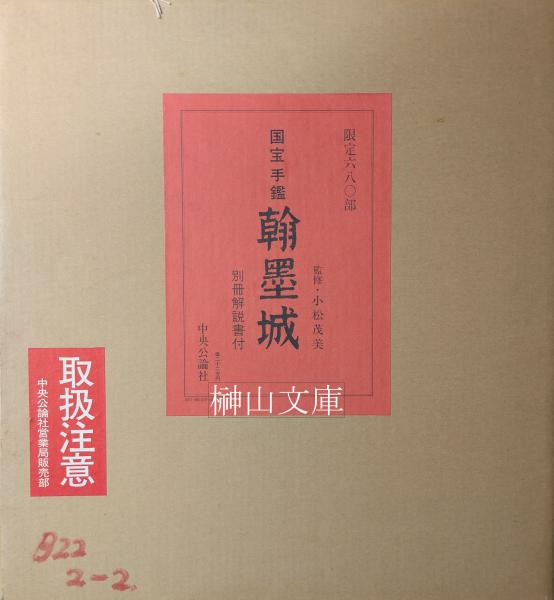 限定六八〇部
国宝 手鑑
翰墨城
監修・小松茂美
別冊解説書付
中央公論社
榊山文庫
取扱注意
中央公論社営業局販売部
B22
2-2.